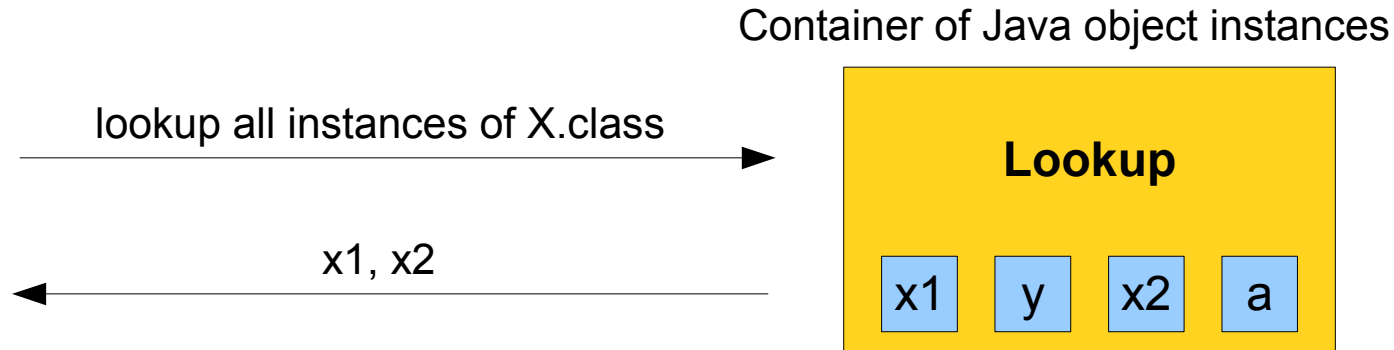 Container of Java object instances
lookup all instances of X.class
Lookup
x1, x2
x1 y x2 a